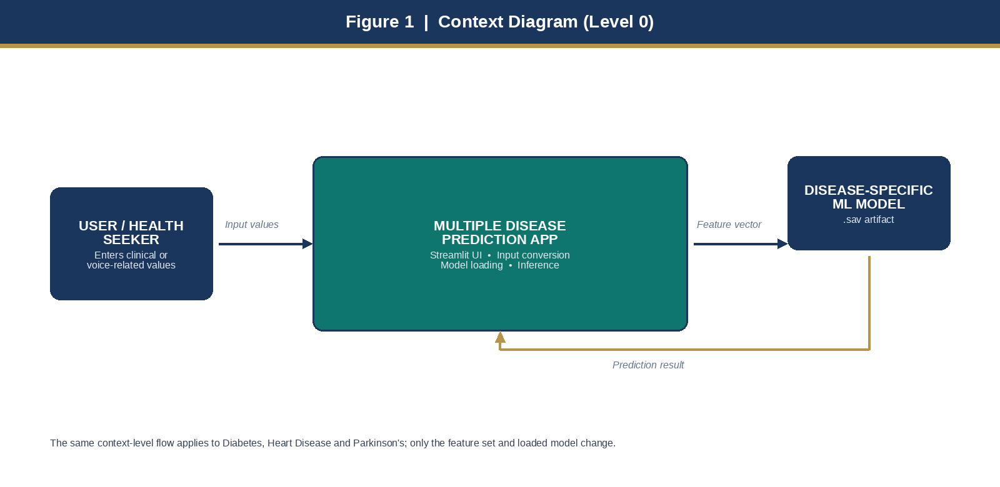 Figure 1 | Context Diagram (Level 0)
USER / HEALTH
SEEKER
Enters clinical or
voice-related values
Input values
MULTIPLE DISEASE
PREDICTION APP
Streamlit UI • Input conversion
Model loading • Inference
Feature vector
DISEASE-SPECIFIC
ML MODEL
.sav artifact
Prediction result
The same context-level flow applies to Diabetes, Heart Disease and Parkinson's; only the feature set and loaded model change.